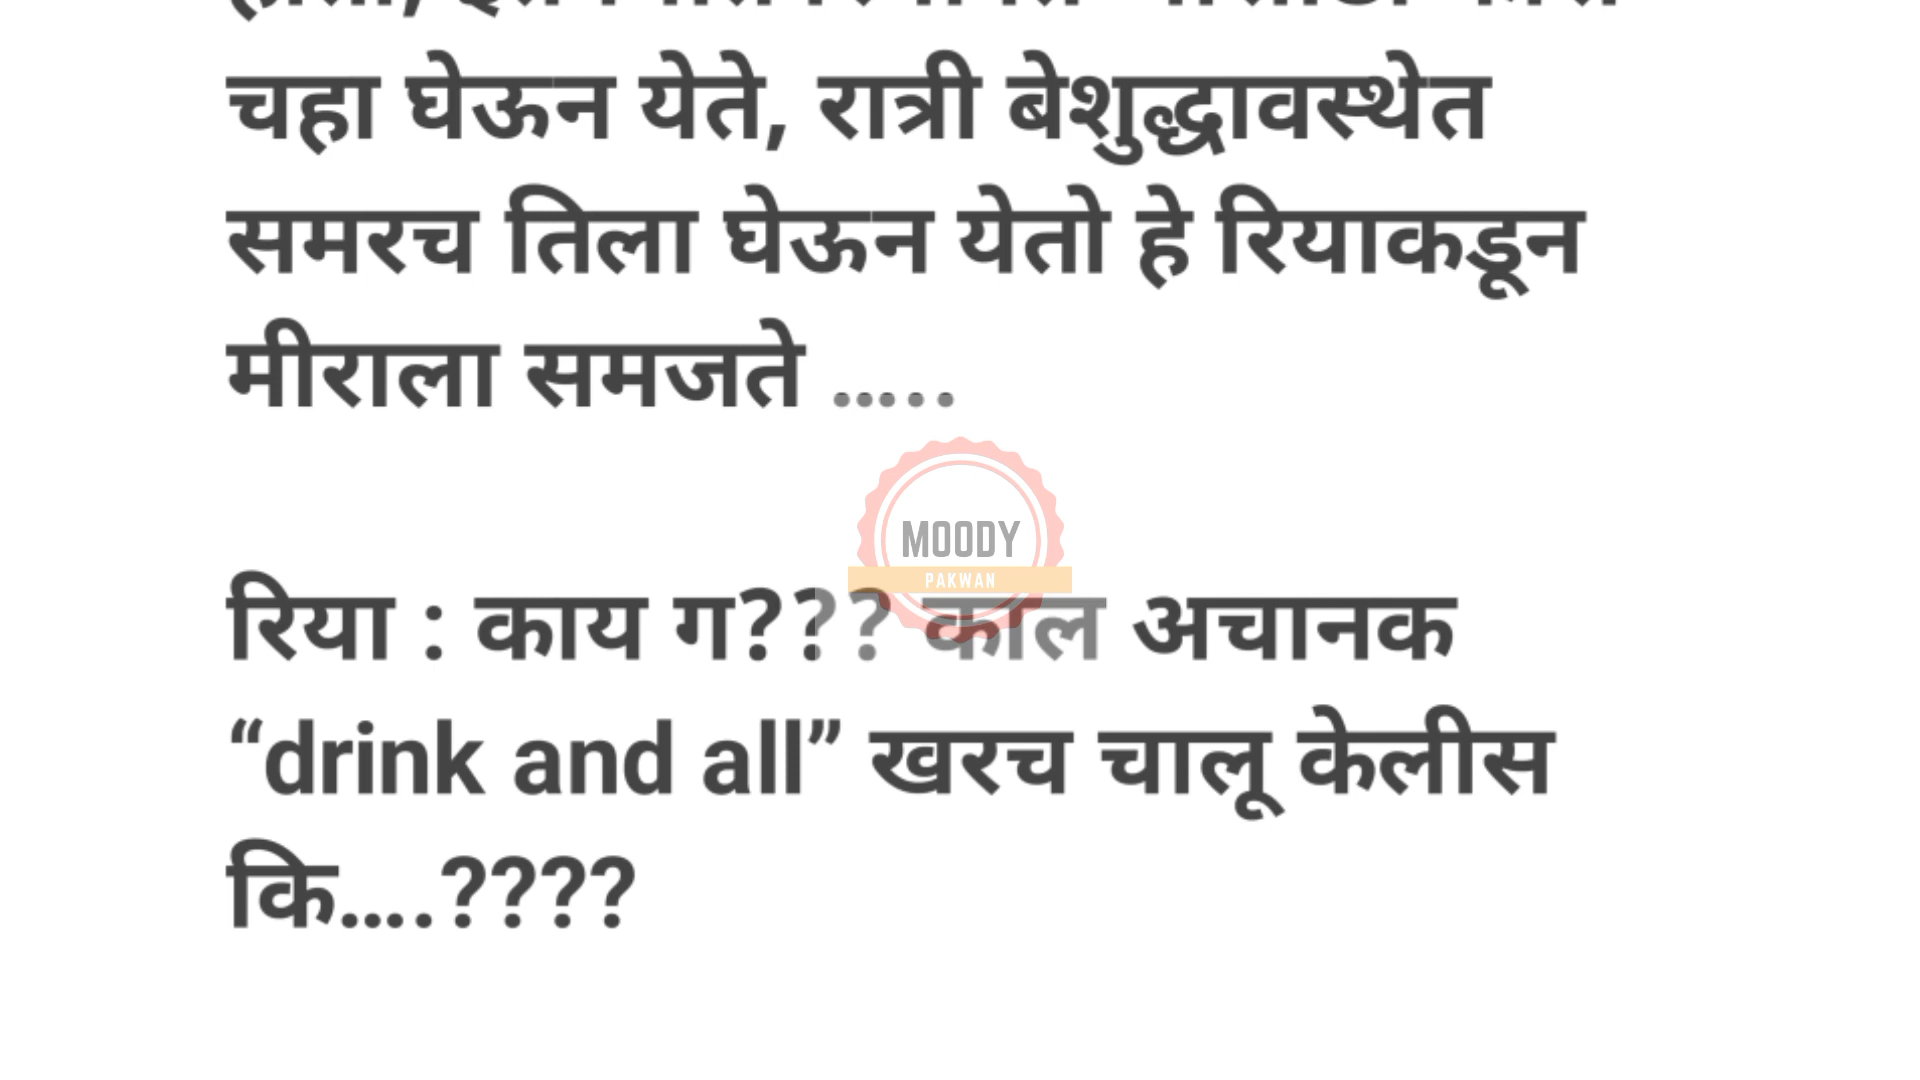 चहा घेऊन येते, रात्री बेशुद्धावस्थेत
समरच तिला घेऊन येतो हे रियाकडून
मीराला समजते …..
MOODY
PAKWAN
रिया : काय ग??? काल अचानक
“drink and all” खरच चालू केलीस
कि….????